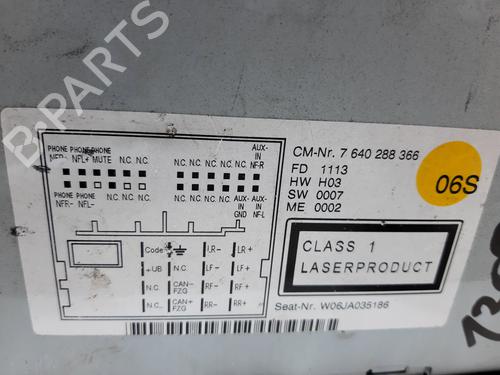 B-PARTS
PHONE PHONE PHONE
NFR- NFL+ MUTE N.C. N.C.
N.C. N.C. N.C. N.C. N.C.
AUX-
IN
NF-R
PHONE PHONE
NFR- NFL- N.C. N.C. N.C.
N.C. N.C. N.C. N.C.
AUX- AUX-
IN IN
GND NF-L
Code LR- LR+
+UB N.C. LF- LF+
N.C. CAN-
FZG RF- RF+
N.C. CAN+
FZG RR- RR+
CM-Nr. 7 640 288 366
FD 1113
HW H03
SW 0007
ME 0002
06S
CLASS 1
LASERPRODUCT
Seat-Nr. W06JA035186